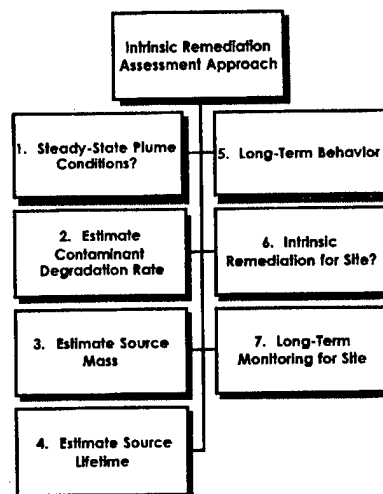 Intrinsic Remediation
Assessment Approach
1. Steady-State Plume
Conditions?
2. Estimate
Contaminant
Degradation Rate
3. Estimate Source
Mass
4. Estimate Source
Lifetime
5. Long-Term Behavior
6. Intrinsic
Remediation for Site?
7. Long-Term
Monitoring for Site